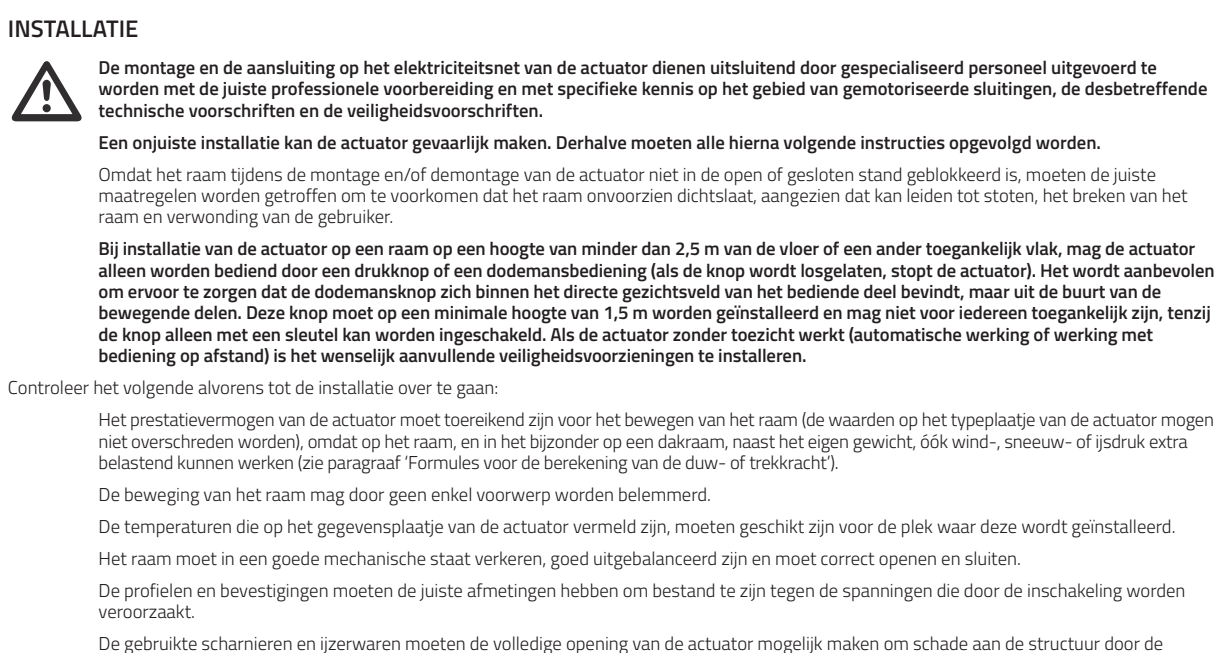 INSTALLATIE
De montage en de aansluiting op het elektriciteitsnet van de actuator dienen uitsluitend door gespecialiseerd personeel uitgevoerd te
worden met de juiste professionele voorbereiding en met specifieke kennis op het gebied van gemotoriseerde sluitingen, de desbetreffende
technische voorschriften en de veiligheidsvoorschriften.
Een onjuiste installatie kan de actuator gevaarlijk maken. Derhalve moeten alle hierna volgende instructies opgevolgd worden.
Omdat het raam tijdens de montage en/of demontage van de actuator niet in de open of gesloten stand geblokkeerd is, moeten de juiste
maatregelen worden getroffen om te voorkomen dat het raam onvoorzien dichtslaat, aangezien dat kan leiden tot stoten, het breken van het
raam en verwonding van de gebruiker.
Bij installatie van de actuator op een raam op een hoogte van minder dan 2,5 m van de vloer of een ander toegankelijk vlak, mag de actuator
alleen worden bediend door een drukknop of een dodemansbediening (als de knop wordt losgelaten, stopt de actuator). Het wordt aanbevolen
om ervoor te zorgen dat de dodemansknop zich binnen het directe gezichtsveld van het bediende deel bevindt, maar uit de buurt van de
bewegende delen. Deze knop moet op een minimale hoogte van 1,5 m worden geïnstalleerd en mag niet voor iedereen toegankelijk zijn, tenzij
de knop alleen met een sleutel kan worden ingeschakeld. Als de actuator zonder toezicht werkt (automatische werking of werking met
bediening op afstand) is het wenselijk aanvullende veiligheidsvoorzieningen te installeren.
Controleer het volgende alvorens tot de installatie over te gaan:
Het prestatievermogen van de actuator moet toereikend zijn voor het bewegen van het raam (de waarden op het typeplaatje van de actuator mogen
niet overschreden worden), omdat op het raam, en in het bijzonder op een dakraam, naast het eigen gewicht, óók wind-, sneeuw- of ijsdruk extra
belastend kunnen werken (zie paragraaf ‘Formules voor de berekening van de duw- of trekkracht’).
De beweging van het raam mag door geen enkel voorwerp worden belemmerd.
De temperaturen die op het gegevensplaatje van de actuator vermeld zijn, moeten geschikt zijn voor de plek waar deze wordt geïnstalleerd.
Het raam moet in een goede mechanische staat verkeren, goed uitgebalanceerd zijn en moet correct openen en sluiten.
De profielen en bevestigingen moeten de juiste afmetingen hebben om bestand te zijn tegen de spanningen die door de inschakeling worden
veroorzaakt.
De gebruikte scharnieren en ijzerwaren moeten de volledige opening van de actuator mogelijk maken om schade aan de structuur door de